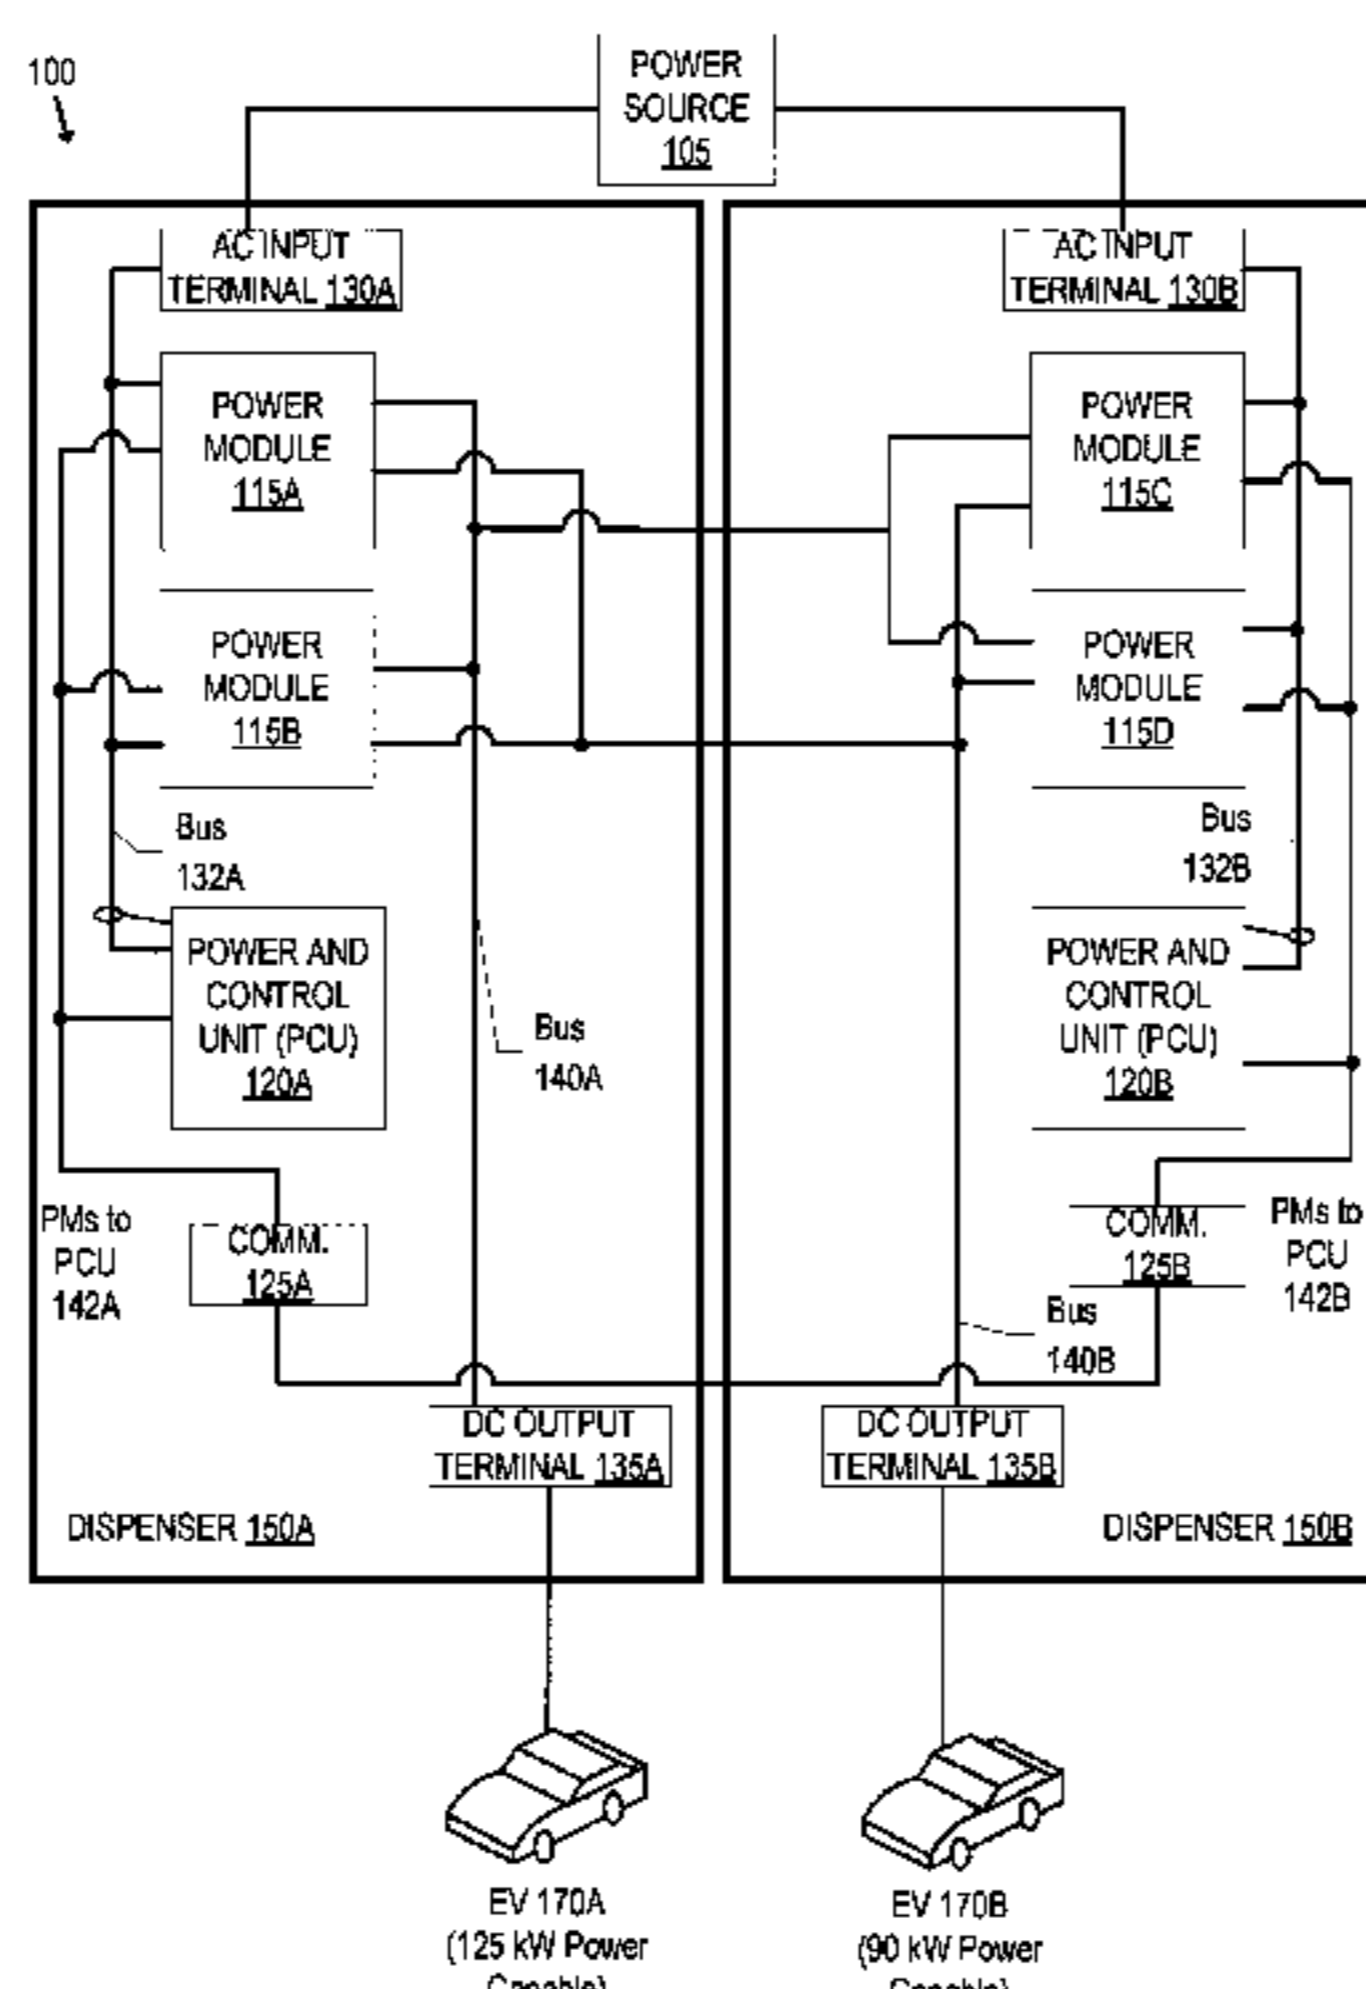 100
POWER
SOURCE
105
AC INPUT
TERMINAL 130A
AC INPUT
TERMINAL 130B
POWER
MODULE
115A
POWER
MODULE
115C
POWER
MODULE
115B
POWER
MODULE
115D
Bus
132A
Bus
132B
POWER AND
CONTROL
UNIT (PCU)
120A
Bus
140A
POWER AND
CONTROL
UNIT (PCU)
120B
PMs to
PCU
142A
COMM.
125A
COMM.
125B
PMs to
PCU
142B
Bus
140B
DC OUTPUT
TERMINAL 135A
DC OUTPUT
TERMINAL 135B
DISPENSER 150A
DISPENSER 150B
EV 170A
(125 kW Power
Capable)
EV 170B
(90 kW Power
Capable)